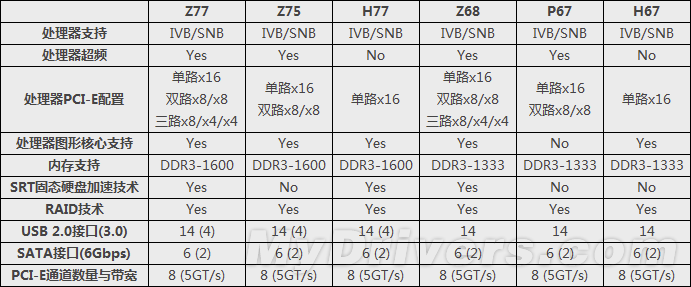 Z77 Z75 H77 Z68 P67 H67
处理器支持 IVB/SNB IVB/SNB IVB/SNB IVB/SNB IVB/SNB IVB/SNB
处理器超频 Yes Yes No Yes Yes No
处理器PCI-E配置 单路x16 双路x8/x8 三路x8/x4/x4 单路x16 双路x8/x8 单路x16 单路x16 双路x8/x8 三路x8/x4/x4 单路x16 双路x8/x8 单路x16
处理器图形核心支持 Yes Yes Yes Yes No Yes
内存支持 DDR3-1600 DDR3-1600 DDR3-1600 DDR3-1333 DDR3-1333 DDR3-1333
SRT固态硬盘加速技术 Yes No Yes Yes No No
RAID技术 Yes Yes Yes Yes Yes Yes
USB 2.0接口(3.0) 14 (4) 14 (4) 14 (4) 14 14 14
SATA接口(6Gbps) 6 (2) 6 (2) 6 (2) 6 (2) 6 (2) 6 (2)
PCI-E通道数量与带宽 8 (5GT/s) 8 (5GT/s) 8 (5GT/s) 8 (5GT/s) 8 (5GT/s) 8 (5GT/s)
MyDrivers.com